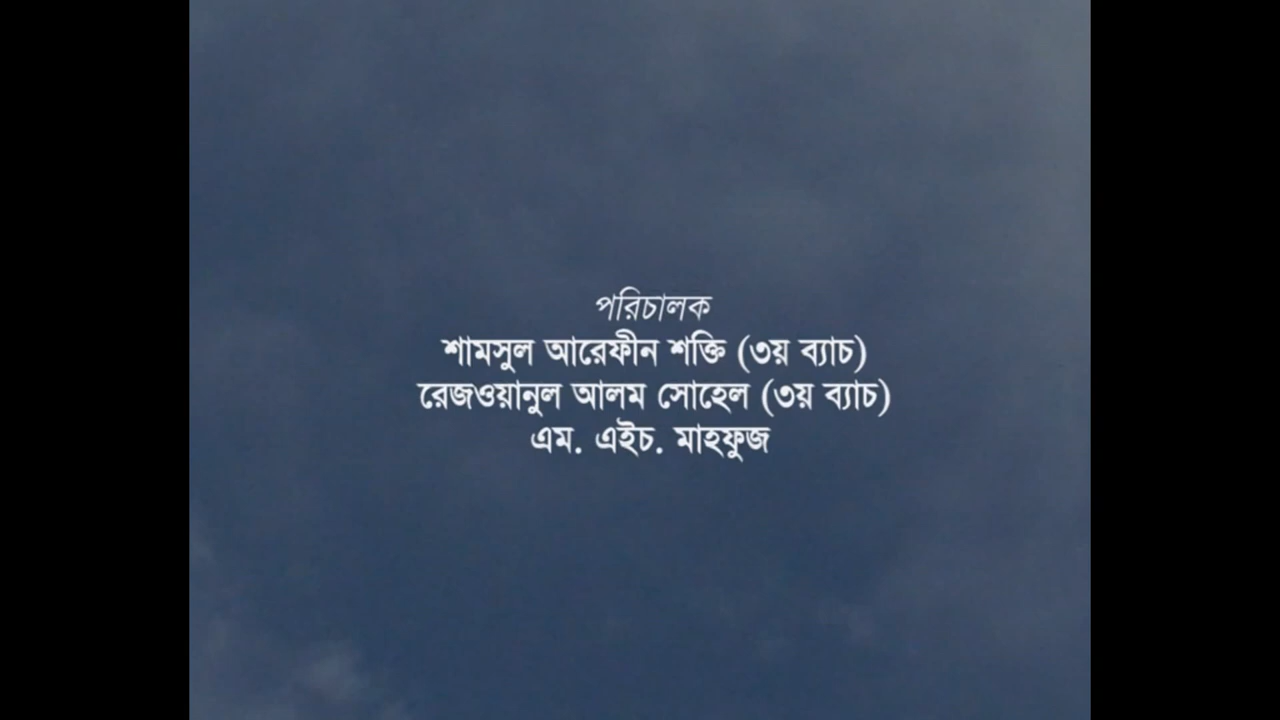 পরিচালক
শামসুল আরেফীন শক্তি (৩য় ব্যাচ)
রেজওয়ানুল আলম সোহেল (৩য় ব্যাচ)
এম. এইচ. মাহফুজ